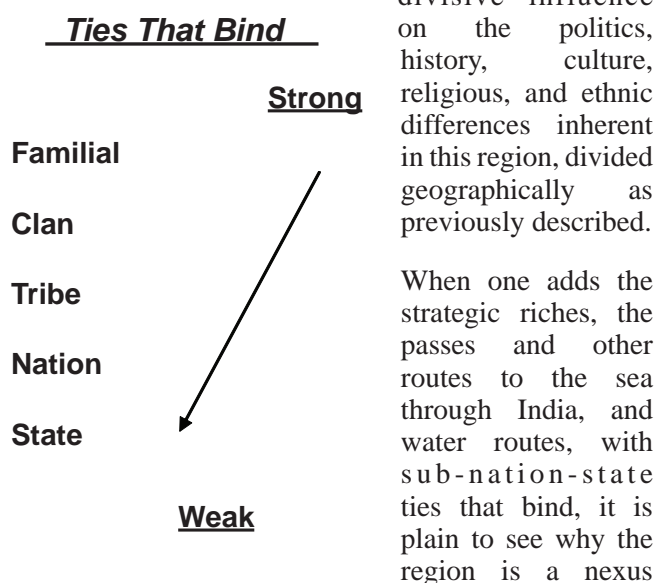 Ties That Bind
Strong
Familial
Clan
Tribe
Nation
State
Weak
divisive influence
on the politics,
history, culture,
religious, and ethnic
differences inherent
in this region, divided
geographically as
previously described.
When one adds the
strategic riches, the
passes and other
routes to the sea
through India, and
water routes, with
sub-nation-state
ties that bind, it is
plain to see why the
region is a nexus